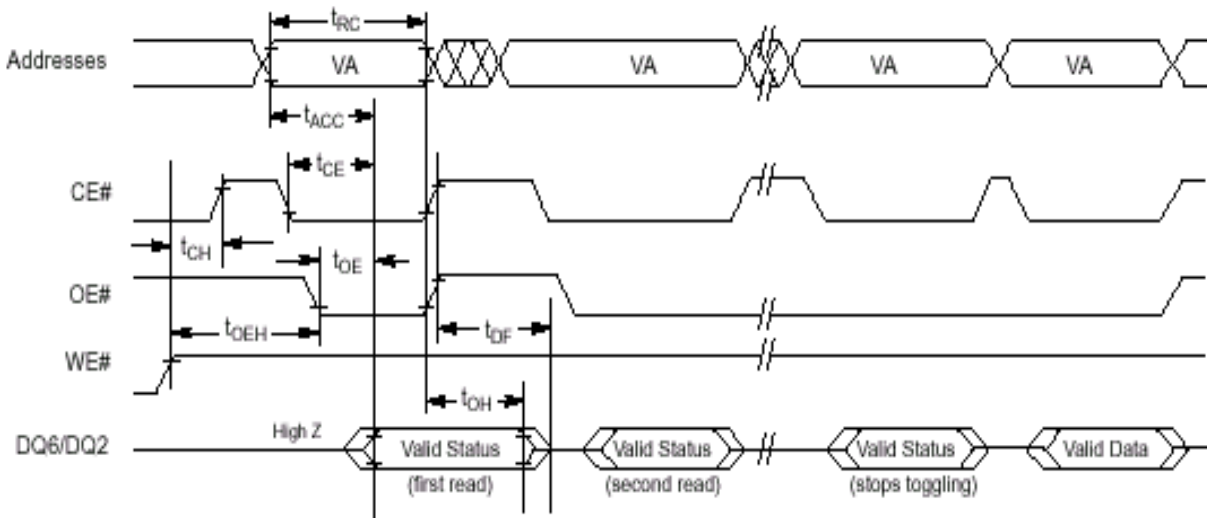 tRC
Addresses VA VA VA VA
tACC
tCE
CE#
tCH
tOE
OE#
tOEH tDF
WE#
tOH
High Z
DQ6/DQ2 Valid Status Valid Status Valid Status Valid Data
(first read) (second read) (stops toggling)